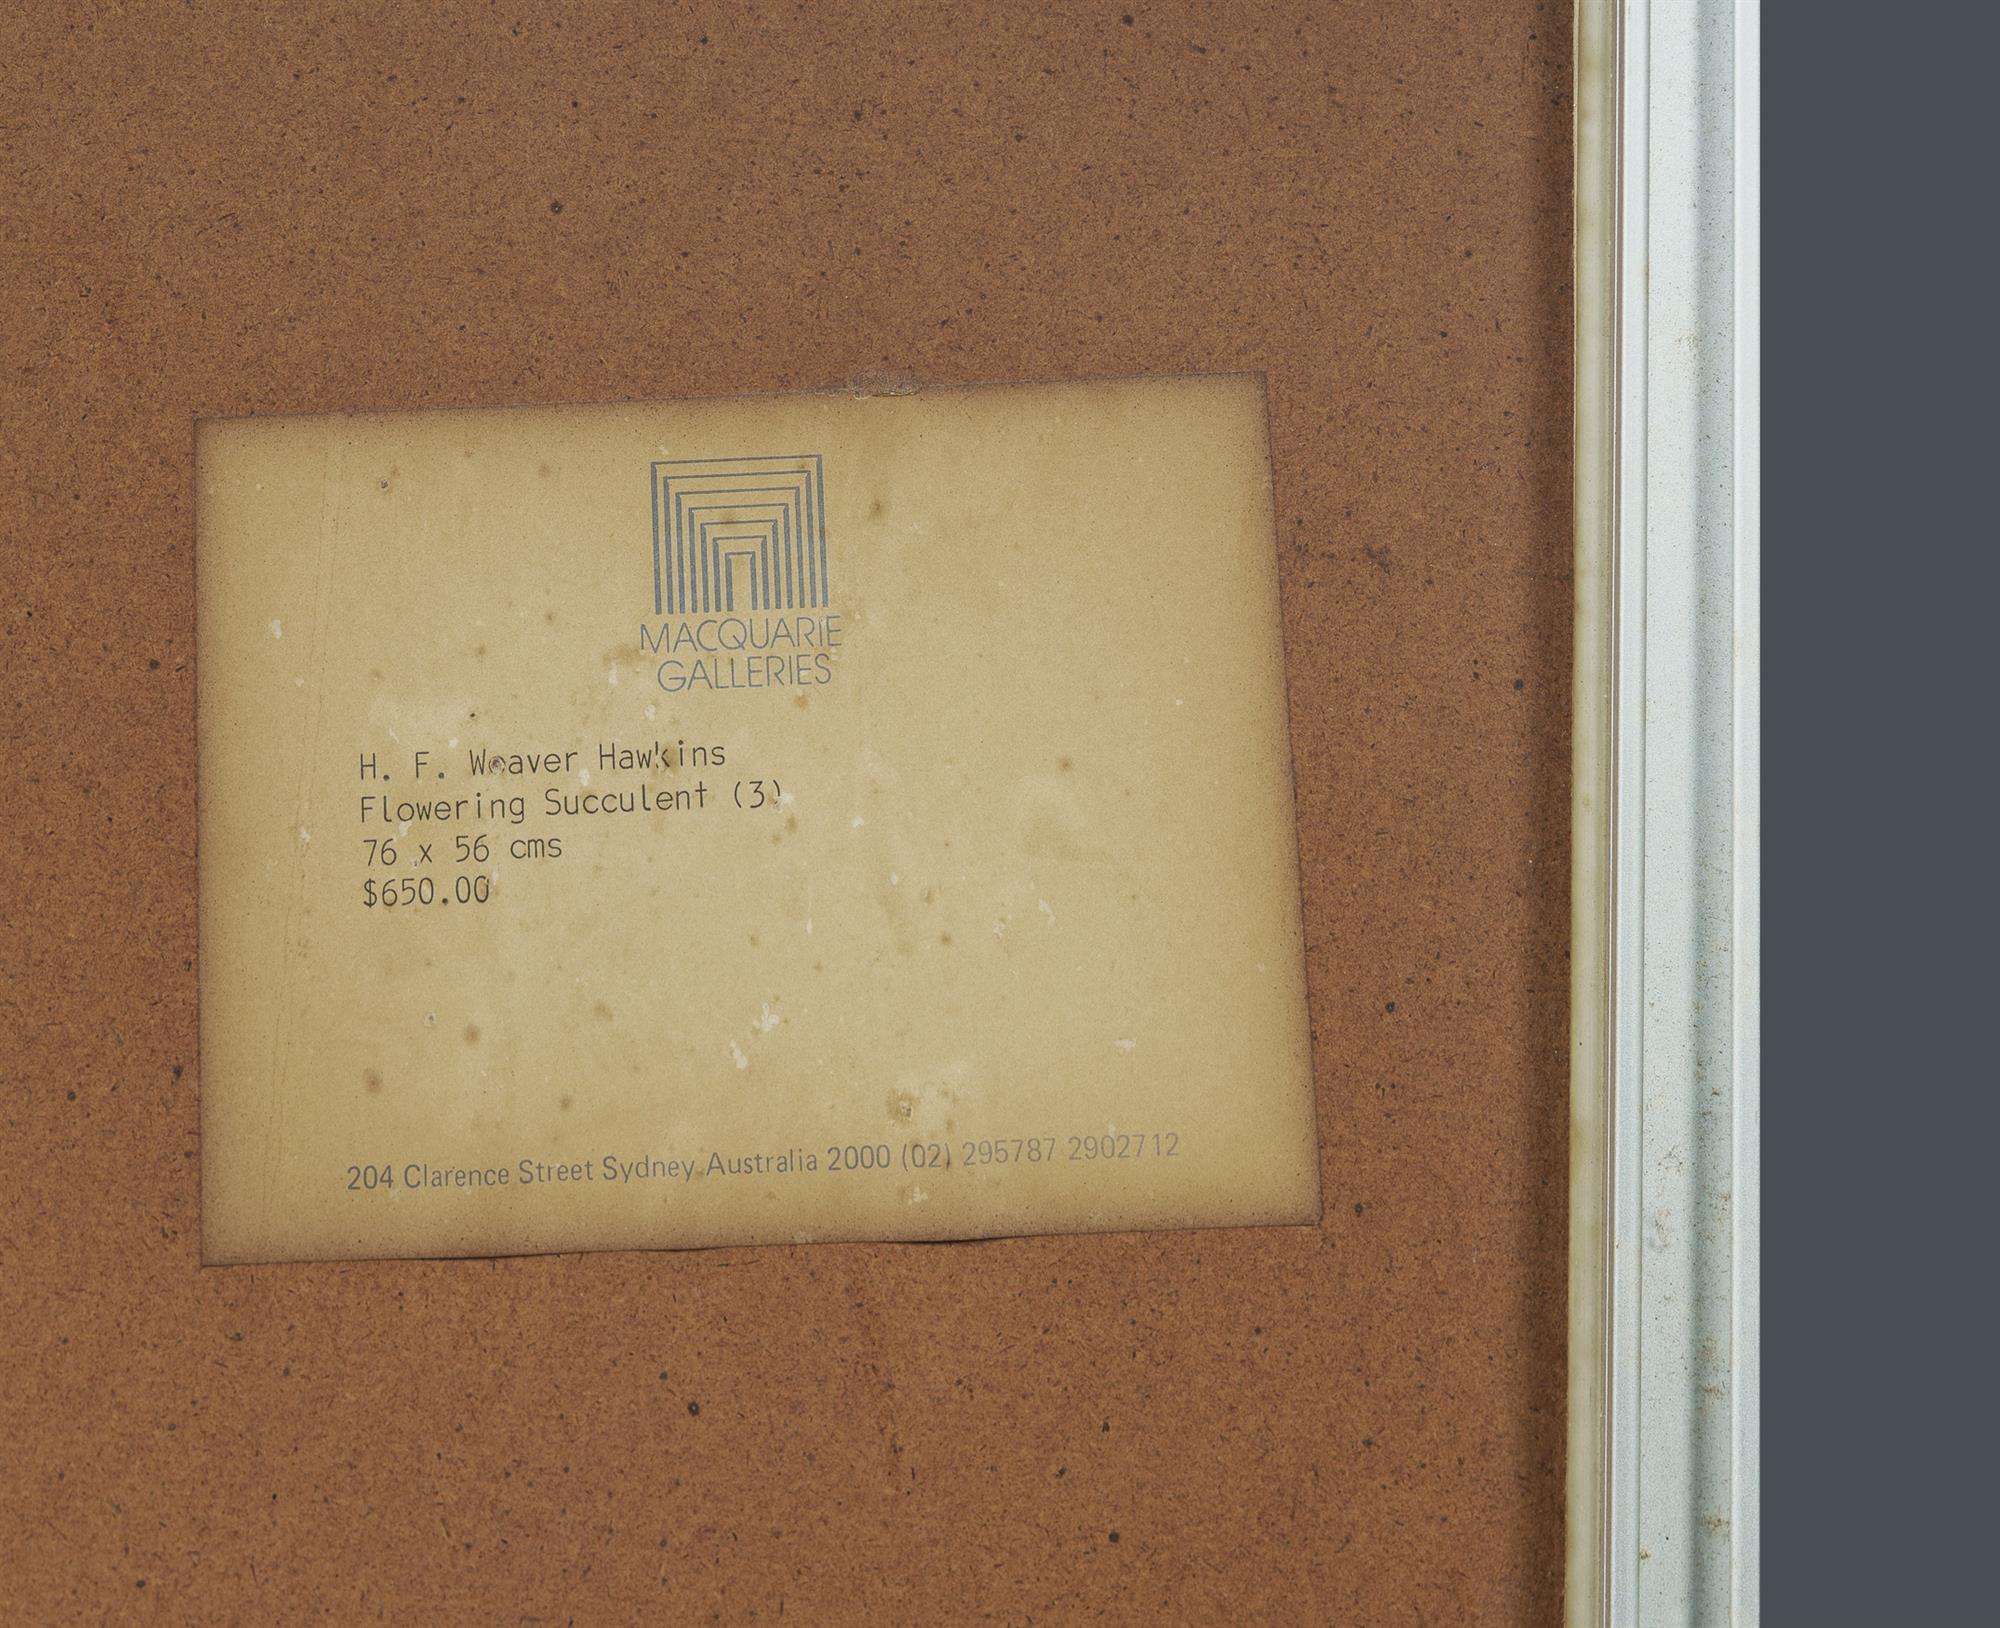 MACQUARIE
GALLERIES
H. F. Weaver Hawkins
Flowering Succulent (3)
76 x 56 cms
$650.00
204 Clarence Street Sydney Australia 2000 (02) 295787 2902712